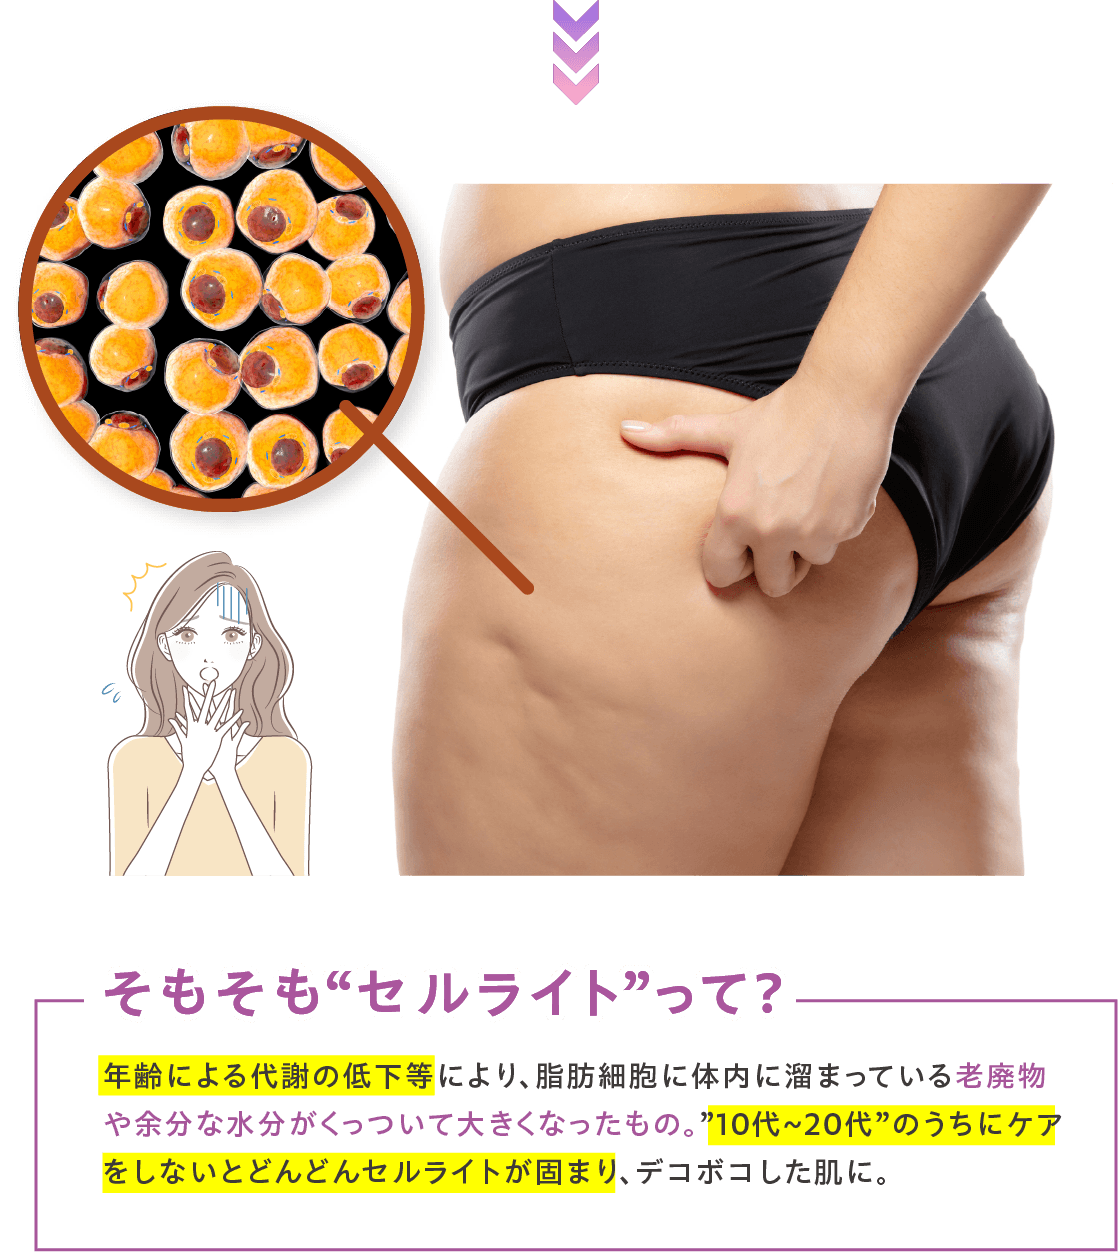 そもそも“セルライト”って？
年齢による代謝の低下等により、脂肪細胞に体内に溜まっている老廃物
や余分な水分がくっついて大きくなったもの。”10代~20代”のうちにケア
をしないとどんどんセルライトが固まり、デコボコした肌に。